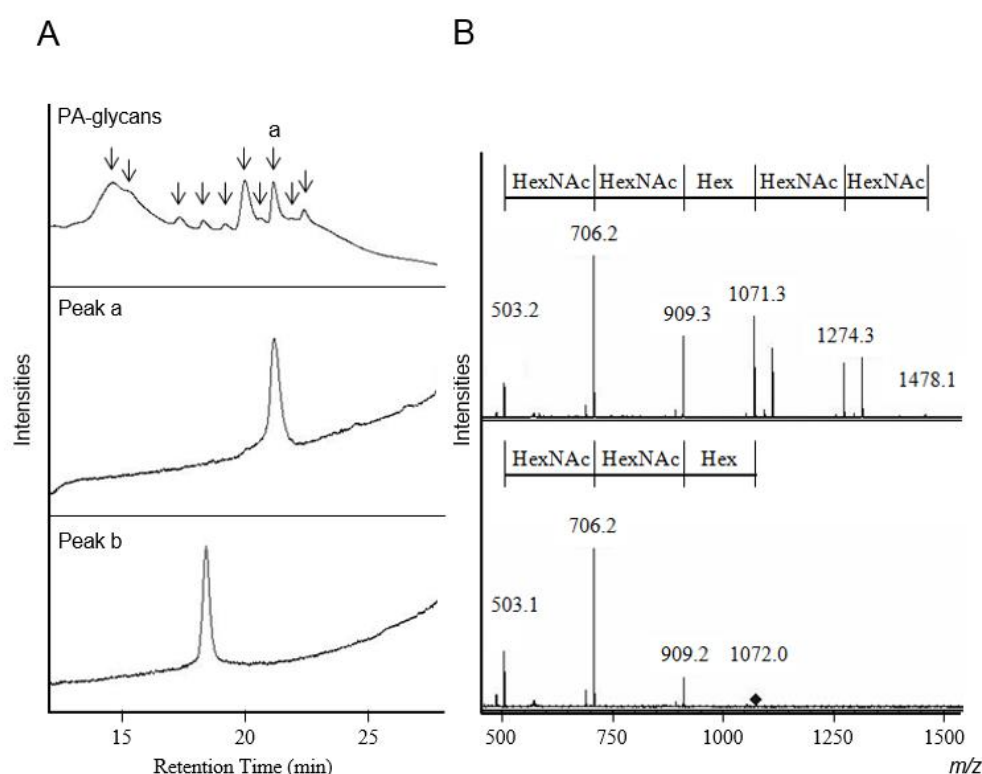 A
B
PA-glycans
a
Peak a
Peak b
Intensities
15 20 25
Retention Time (min)
HexNAc HexNAc Hex HexNAc HexNAc
706.2
503.2
909.3
1071.3
1274.3
1478.1
HexNAc HexNAc Hex
706.2
503.1
909.2
1072.0
Intensities
500 750 1000 1250 1500
m/z